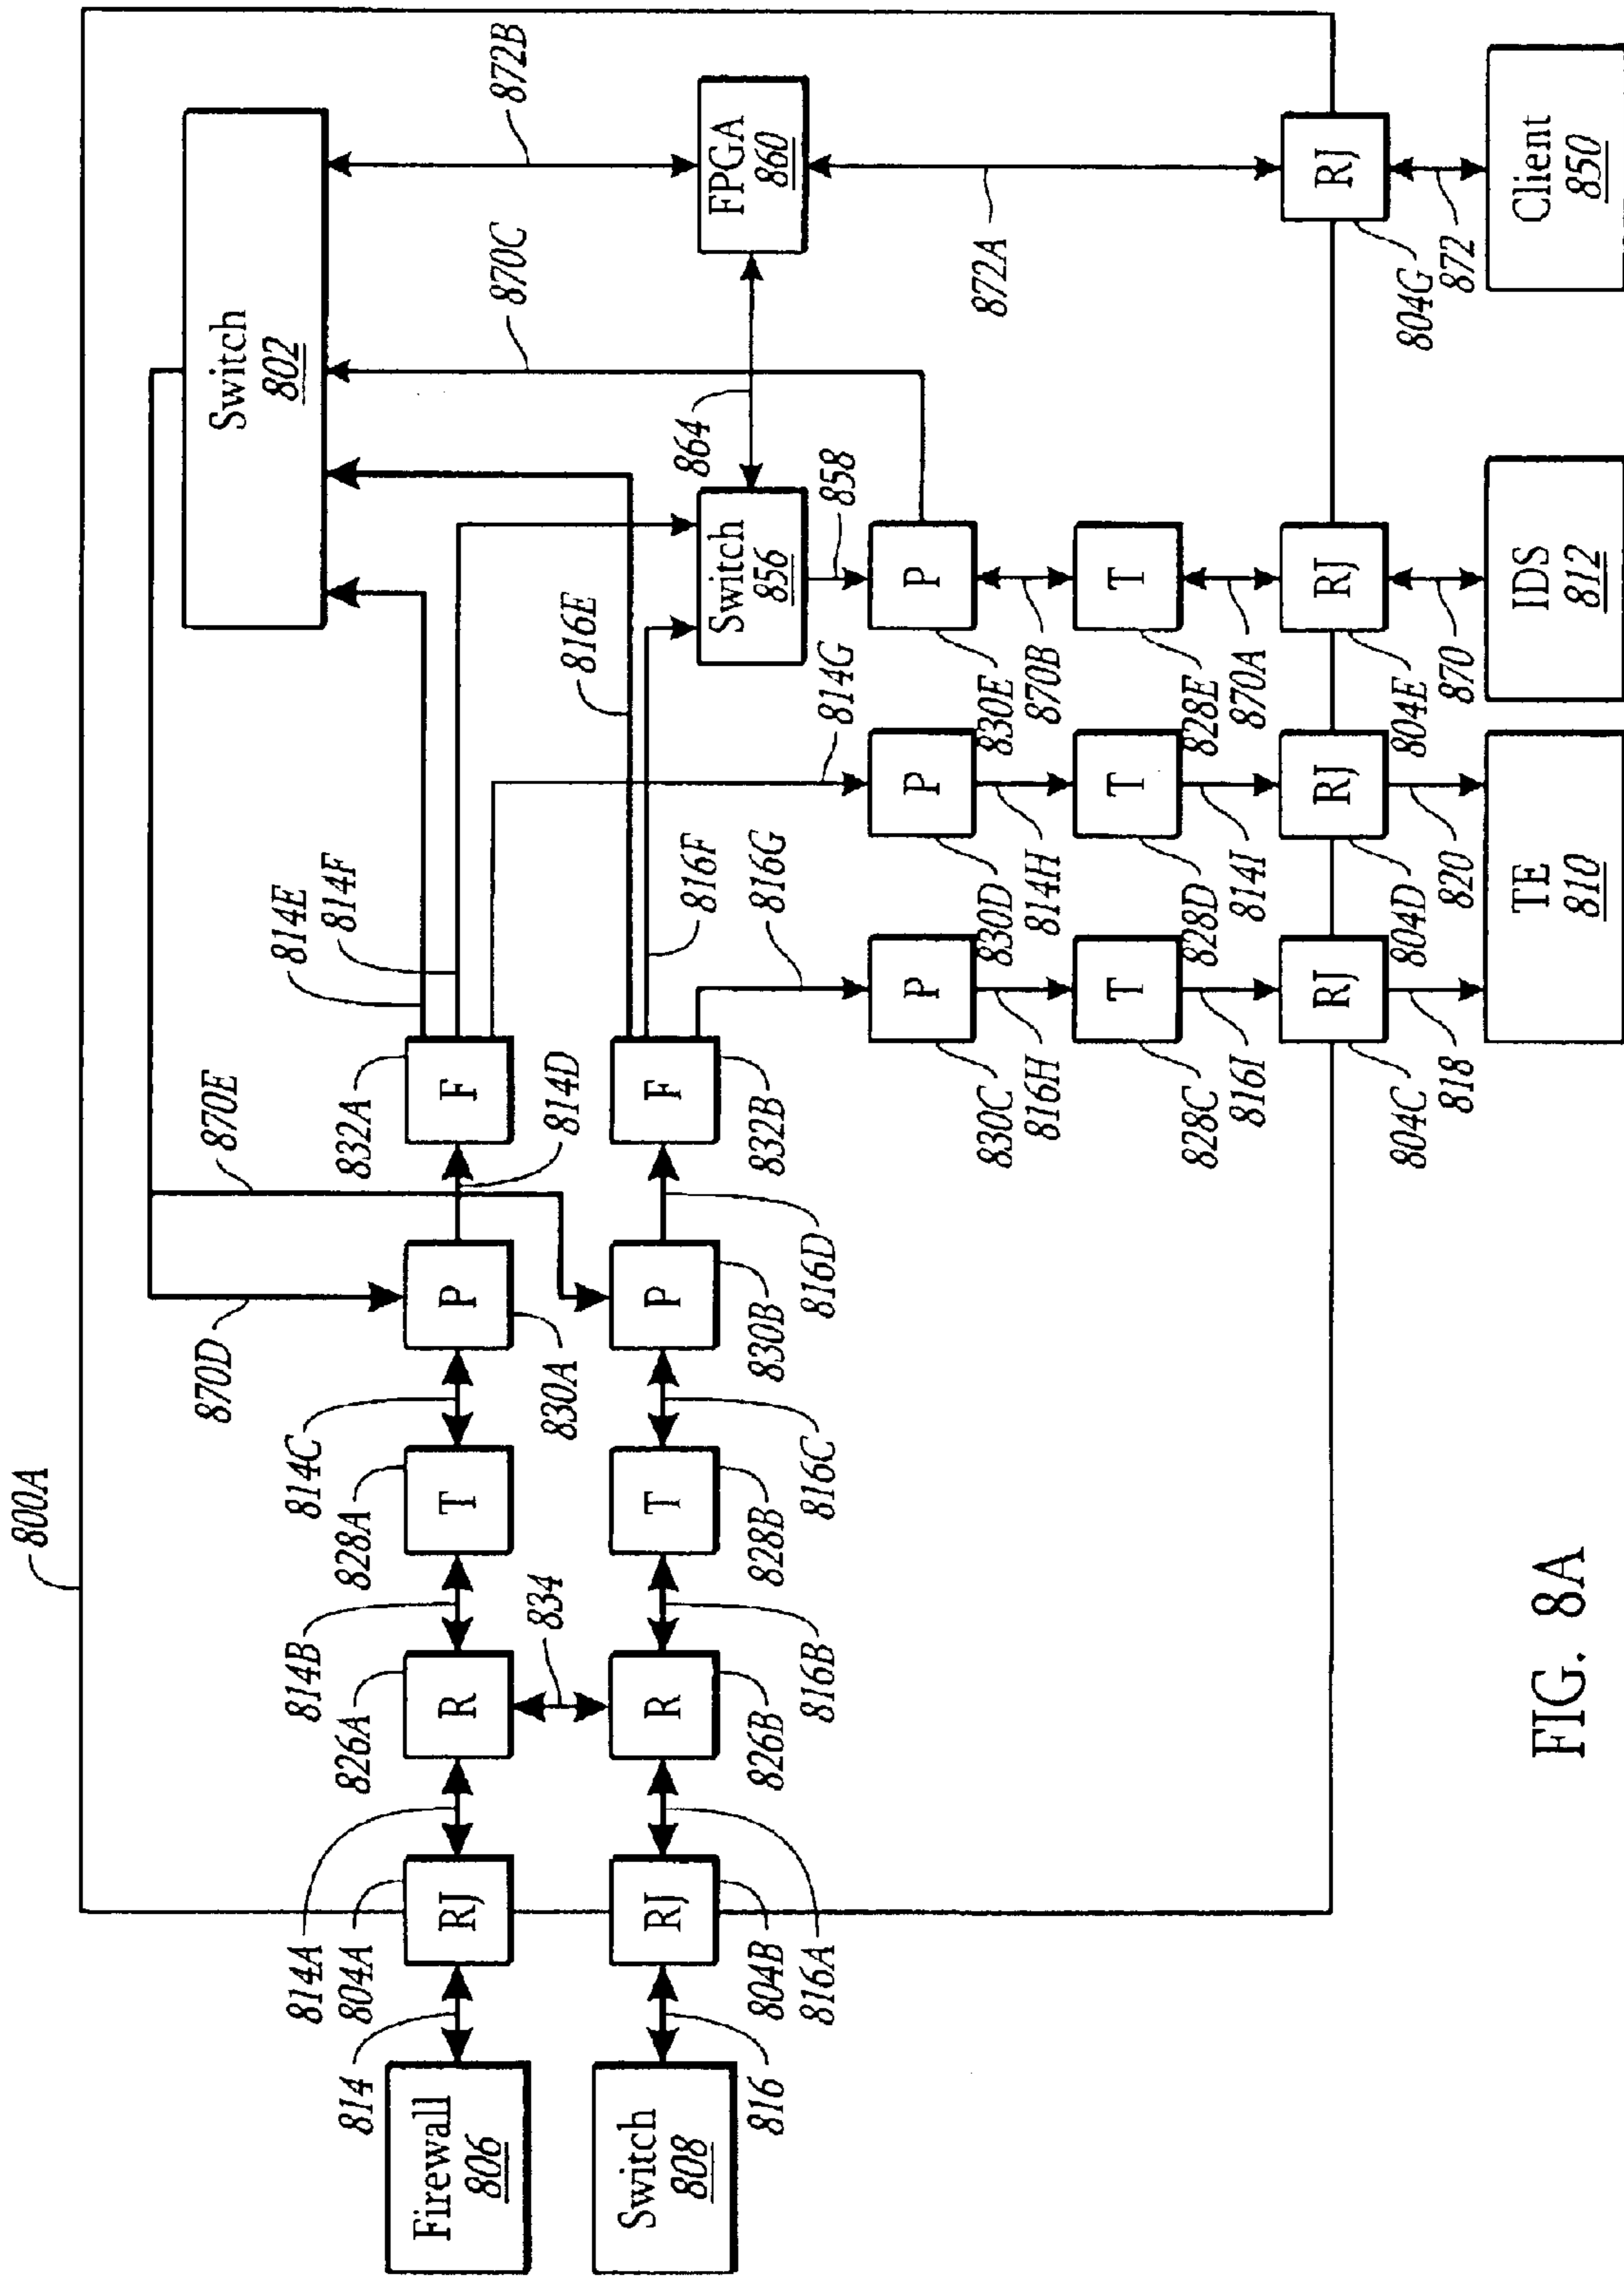 800A
870E
870D
814E
814F
832A
F
814D
814C
828A
T
P
830A
814B
826A
R
834
814A
804A
RJ
814
Firewall
806
Switch
802
816E
816F
816G
F
832B
816D
P
830B
816C
T
828B
816B
R
826B
816A
RJ
804B
816
Switch
808
870C
872B
864
Switch
856
858
FPGA
860
872A
814G
P
830C
816H
P
830D
814H
P
830E
870B
T
828C
816I
T
828D
814I
T
828E
870A
RJ
804C
818
RJ
804D
820
RJ
804E
870
RJ
804G
872
TE
810
IDS
812
Client
850
FIG. 8A